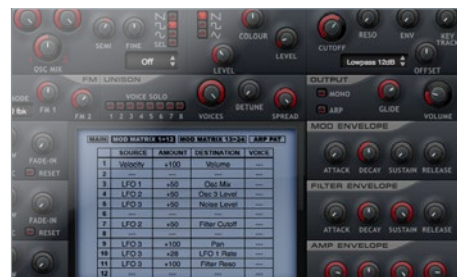 SEMI FINE SEL COLOUR LEVEL
OSC MIX Off LEVEL
RESO ENV KEY TRACK
CUTOFF Lowpass 12dB OFFSET
FM UNISON
VOICE SOLO
MODE FM 1 FM 2 1 2 3 4 5 6 7 8 VOICES DETUNE SPREAD
OUTPUT
MONO
ARP GLIDE VOLUME
MAIN MOD MATRIX 1-12 MOD MATRIX 13-24 ARP PAT
SOURCE AMOUNT DESTINATION VOICE
1 Velocity +100 Volume ---
2 --- --- --- ---
3 LFO 1 +50 Osc Mix ---
4 LFO 2 +50 Osc 3 Level ---
5 LFO 3 +50 Noise Level ---
6 --- --- --- ---
7 LFO 2 +50 Filter Cutoff ---
8 --- --- --- ---
9 LFO 3 +100 Pan ---
10 LFO 3 +28 LFO 1 Rate ---
11 LFO 3 +100 Filter Reso ---
12 --- --- --- ---
FADE-IN
RESET
FADE-IN
RESET
MOD ENVELOPE
ATTACK DECAY SUSTAIN RELEASE
FILTER ENVELOPE
ATTACK DECAY SUSTAIN RELEASE
AMP ENVELOPE